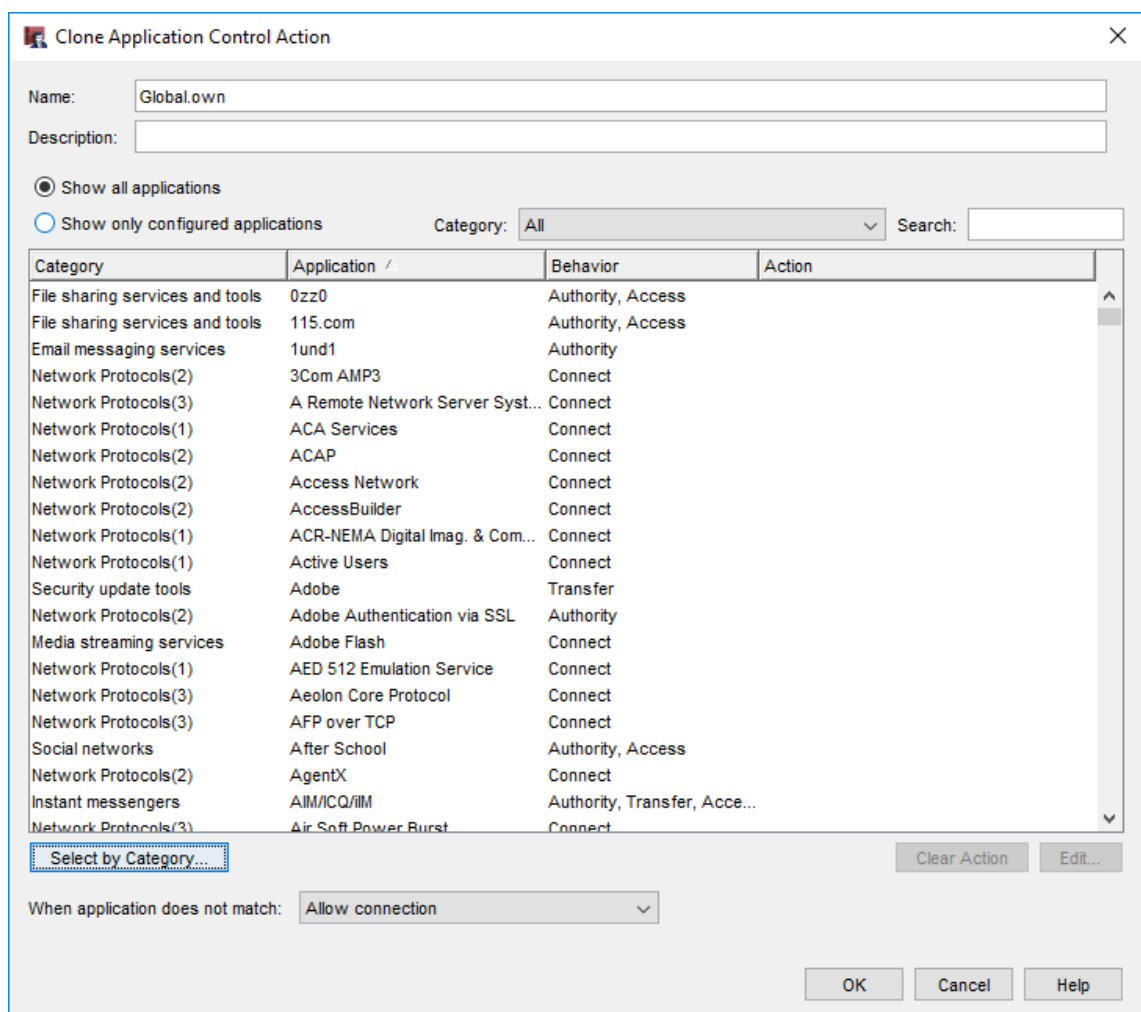 Clone Application Control Action
Name: Global.own
Description:
Show all applications
Show only configured applications Category: All Search:
Category Application Behavior Action
File sharing services and tools 0zz0 Authority, Access
File sharing services and tools 115.com Authority, Access
Email messaging services 1und1 Authority
Network Protocols(2) 3Com AMP3 Connect
Network Protocols(3) A Remote Network Server Syst... Connect
Network Protocols(1) ACA Services Connect
Network Protocols(2) ACAP Connect
Network Protocols(2) Access Network Connect
Network Protocols(2) AccessBuilder Connect
Network Protocols(1) ACR-NEMA Digital Imag. & Com... Connect
Network Protocols(1) Active Users Connect
Security update tools Adobe Transfer
Network Protocols(2) Adobe Authentication via SSL Authority
Media streaming services Adobe Flash Connect
Network Protocols(1) AED 512 Emulation Service Connect
Network Protocols(3) Aeolon Core Protocol Connect
Network Protocols(3) AFP over TCP Connect
Social networks After School Authority, Access
Network Protocols(2) AgentX Connect
Instant messengers AIM/ICQ/iIM Authority, Transfer, Acce...
Network Protocols(3) Air Soft Power Burst Connect
Select by Category... Clear Action Edit...
When application does not match: Allow connection
OK Cancel Help